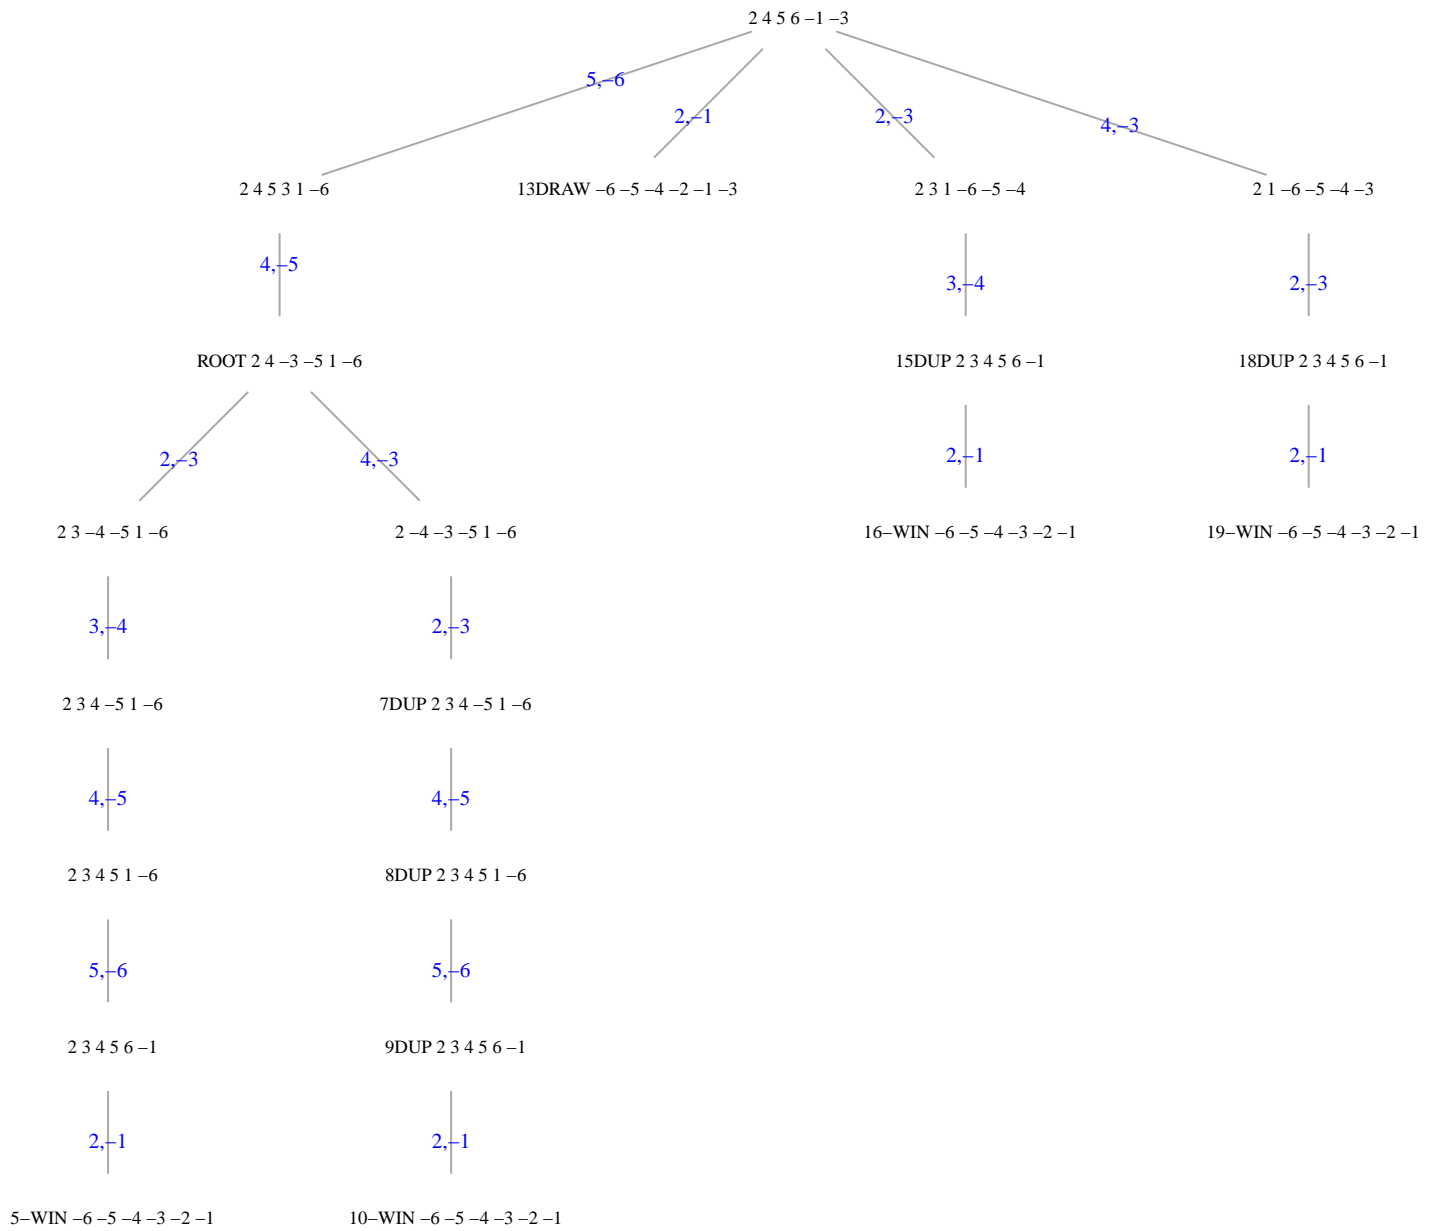 2 4 5 6 –1 –3
5,–6
2,–1
2,–3
4,–3
2 4 5 3 1 –6
13DRAW –6 –5 –4 –2 –1 –3
2 3 1 –6 –5 –4
2 1 –6 –5 –4 –3
4,–5
3,–4
2,–3
ROOT 2 4 –3 –5 1 –6
15DUP 2 3 4 5 6 –1
18DUP 2 3 4 5 6 –1
2,–3
4,–3
2,–1
2,–1
2 3 –4 –5 1 –6
2 –4 –3 –5 1 –6
16–WIN –6 –5 –4 –3 –2 –1
19–WIN –6 –5 –4 –3 –2 –1
3,–4
2,–3
2 3 4 –5 1 –6
7DUP 2 3 4 –5 1 –6
4,–5
4,–5
2 3 4 5 1 –6
8DUP 2 3 4 5 1 –6
5,–6
5,–6
2 3 4 5 6 –1
9DUP 2 3 4 5 6 –1
2,–1
2,–1
5–WIN –6 –5 –4 –3 –2 –1
10–WIN –6 –5 –4 –3 –2 –1